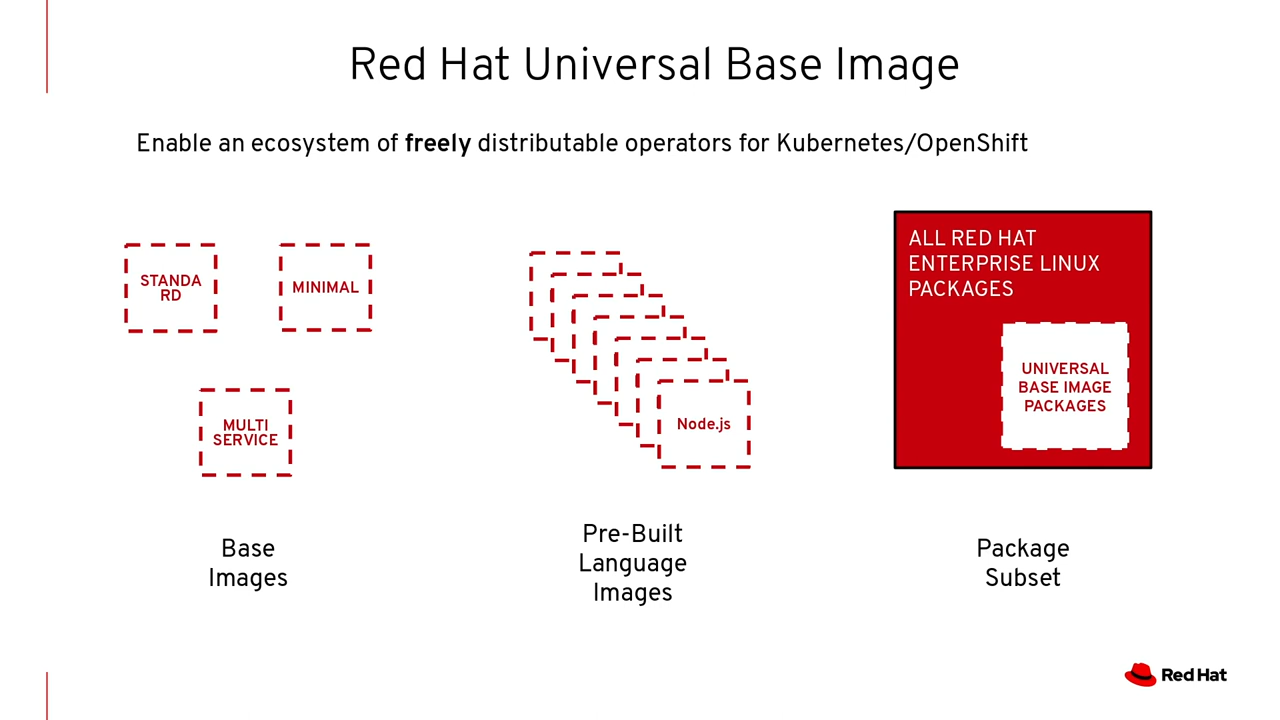 Red Hat Universal Base Image
Enable an ecosystem of freely distributable operators for Kubernetes/OpenShift
STANDA
RD
MINIMAL
MULTI
SERVICE
Base
Images
Node.js
Pre-Built
Language
Images
ALL RED HAT
ENTERPRISE LINUX
PACKAGES
UNIVERSAL
BASE IMAGE
PACKAGES
Package
Subset
Red Hat